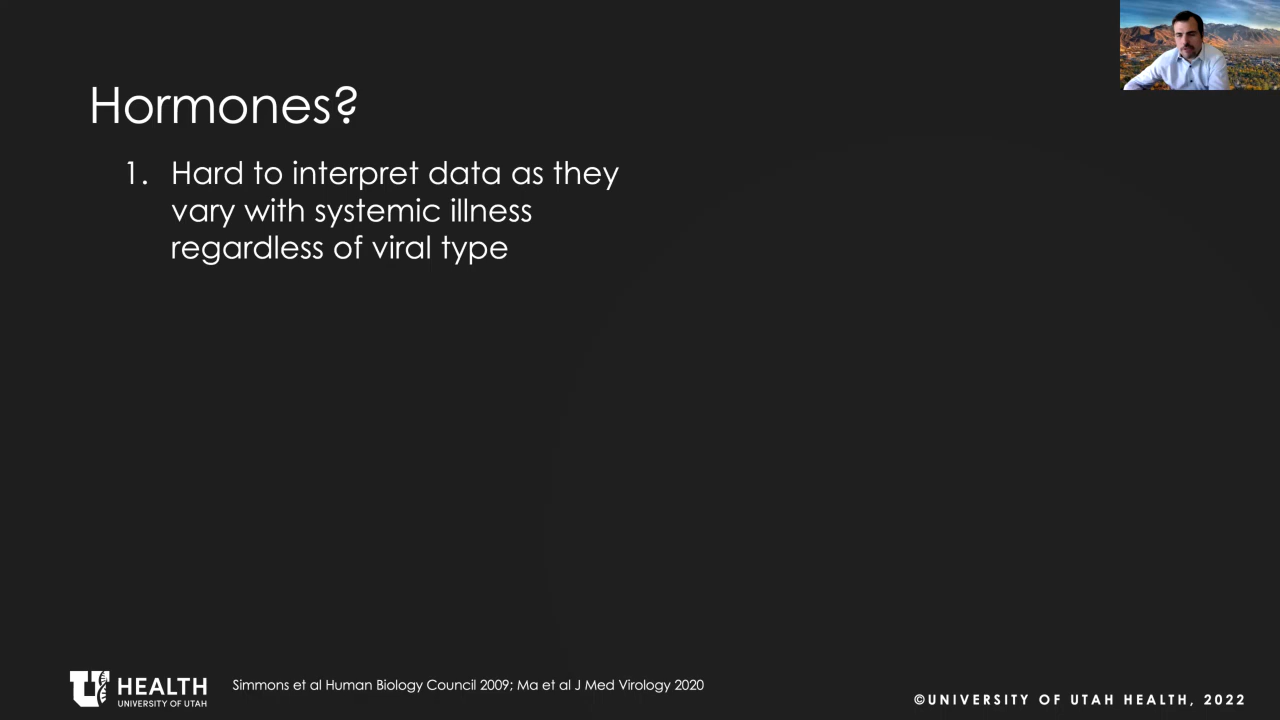 Hormones?
1. Hard to interpret data as they
vary with systemic illness
regardless of viral type
U HEALTH
UNIVERSITY OF UTAH
Simmons et al Human Biology Council 2009; Ma et al J Med Virology 2020
©UNIVERSITY OF UTAH HEALTH, 2022